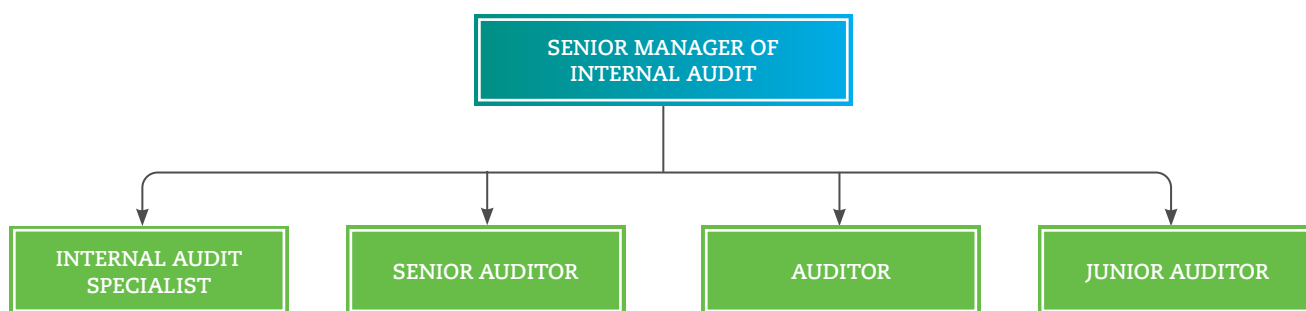 SENIOR MANAGER OF
INTERNAL AUDIT
INTERNAL AUDIT
SPECIALIST
SENIOR AUDITOR
AUDITOR
JUNIOR AUDITOR